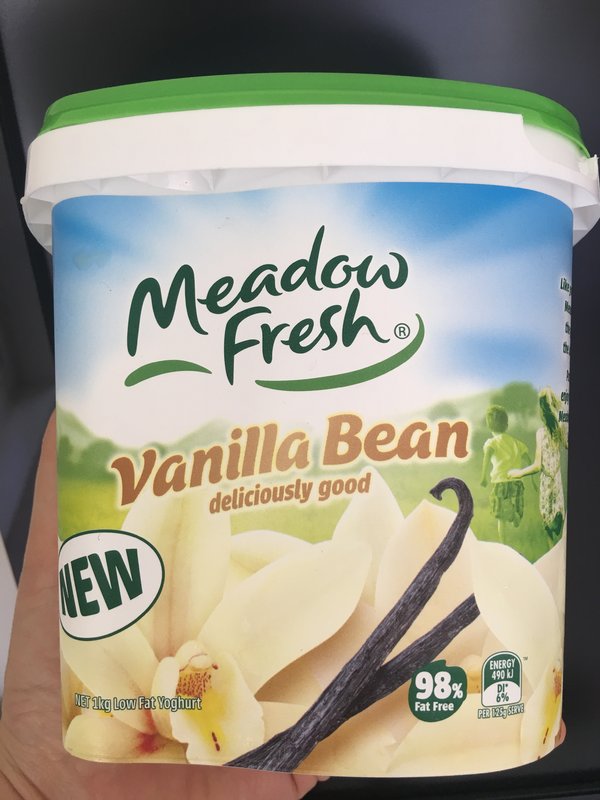 Meadow
Fresh®
Vanilla Bean
deliciously good
NEW
NET 1kg Low Fat Yoghurt
98%
Fat Free
ENERGY
490 kJ
DI*
6%
PER 125g SERVE
™